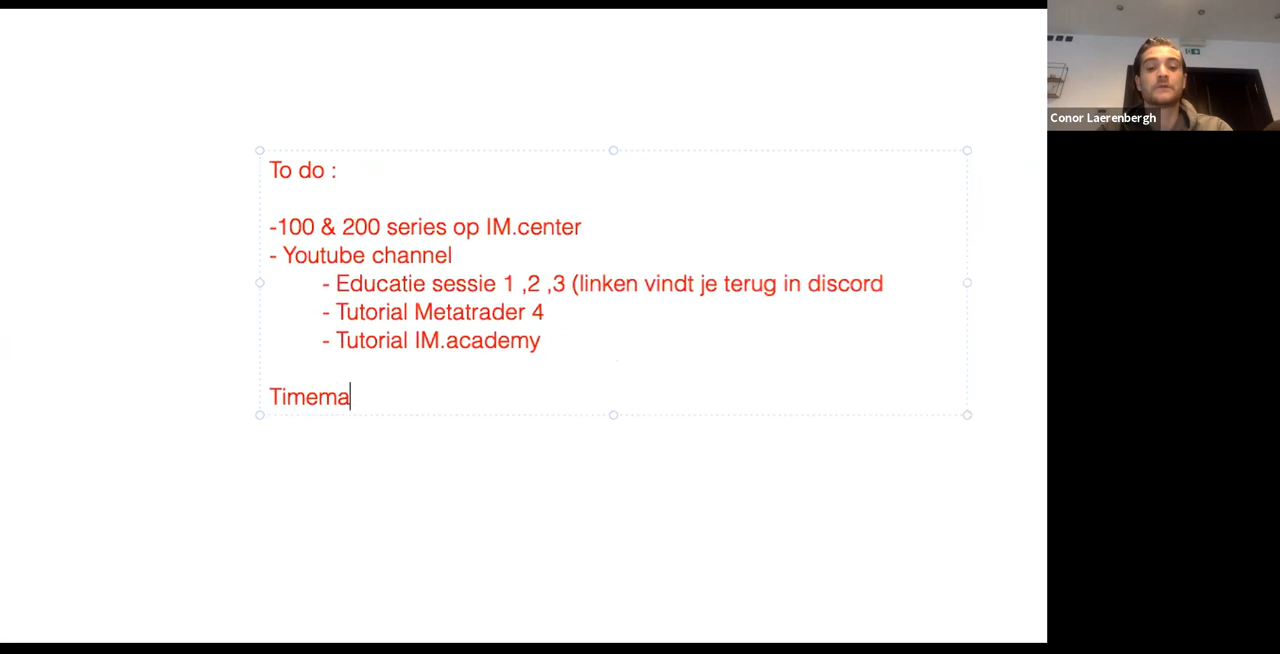 To do :
-100 & 200 series op IM.center
- Youtube channel
- Educatie sessie 1 ,2 ,3 (linken vindt je terug in discord
- Tutorial Metatrader 4
- Tutorial IM.academy
Timema
Conor Laerenbergh